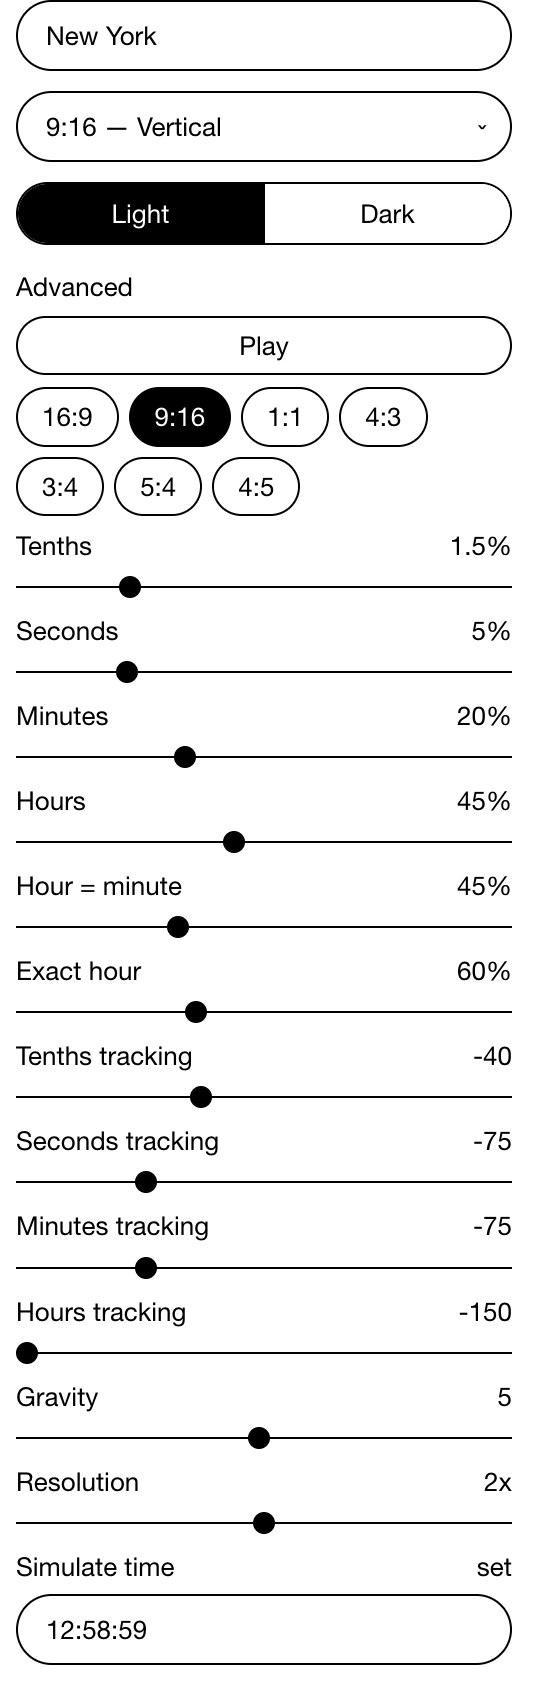 New York
9:16 — Vertical
Light Dark
Advanced
Play
16:9 9:16 1:1 4:3
3:4 5:4 4:5
Tenths 1.5%
Seconds 5%
Minutes 20%
Hours 45%
Hour = minute 45%
Exact hour 60%
Tenths tracking -40
Seconds tracking -75
Minutes tracking -75
Hours tracking -150
Gravity 5
Resolution 2x
Simulate time set
12:58:59